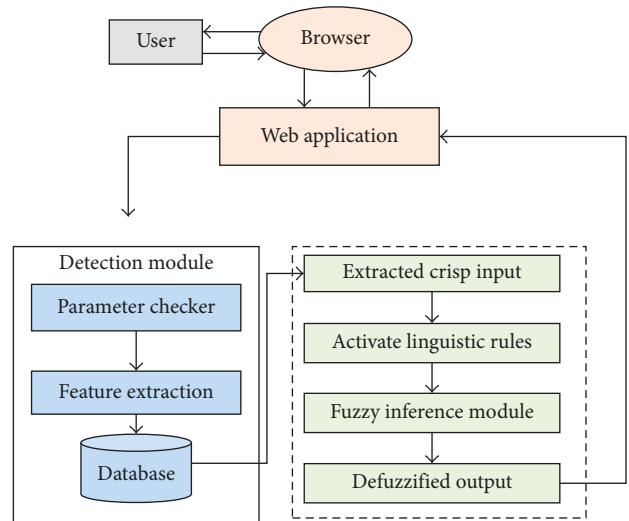 User
Browser
Web application
Detection module
Parameter checker
Feature extraction
Database
Extracted crisp input
Activate linguistic rules
Fuzzy inference module
Defuzzified output